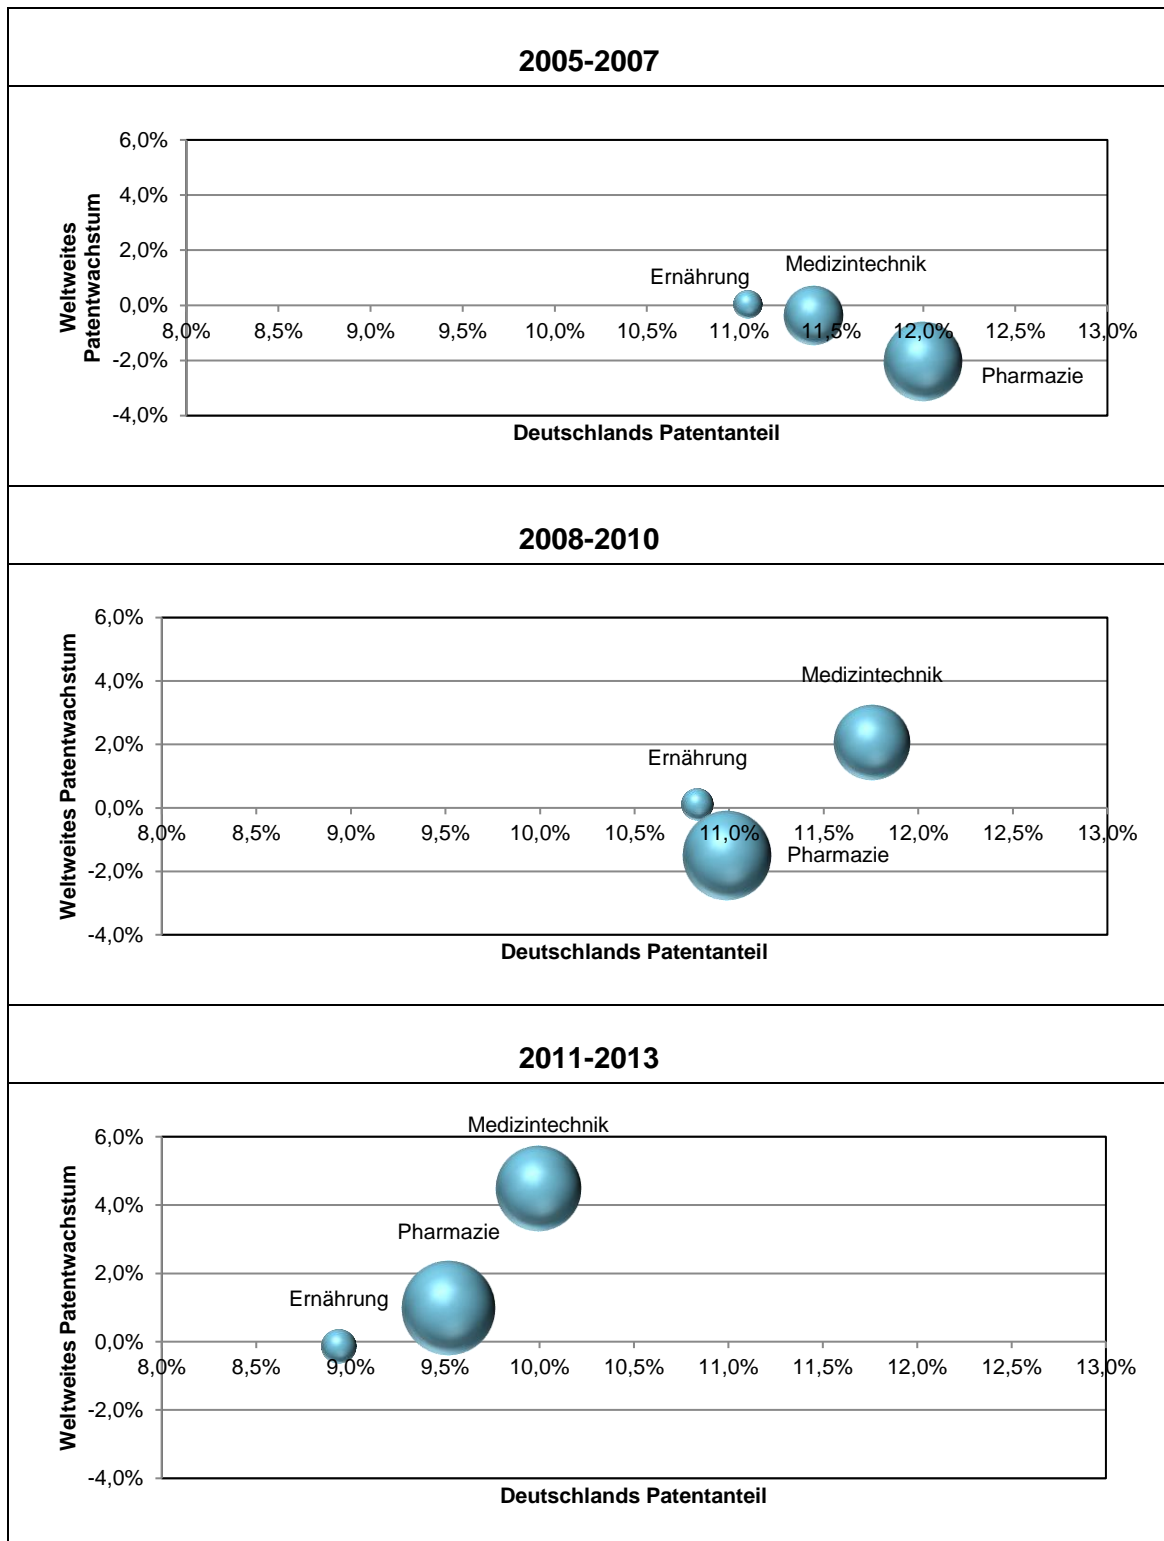 2005-2007
6,0%
4,0%
2,0%
0,0%
-2,0%
-4,0%
Weltweites
Patentwachstum
Ernährung
Medizintechnik
Pharmazie
8,0% 8,5% 9,0% 9,5% 10,0% 10,5% 11,0% 11,5% 12,0% 12,5% 13,0%
Deutschlands Patentanteil
2008-2010
6,0%
4,0%
2,0%
0,0%
-2,0%
-4,0%
Weltweites Patentwachstum
Medizintechnik
Ernährung
Pharmazie
8,0% 8,5% 9,0% 9,5% 10,0% 10,5% 11,0% 11,5% 12,0% 12,5% 13,0%
Deutschlands Patentanteil
2011-2013
6,0%
4,0%
2,0%
0,0%
-2,0%
-4,0%
Weltweites Patentwachstum
Medizintechnik
Pharmazie
Ernährung
8,0% 8,5% 9,0% 9,5% 10,0% 10,5% 11,0% 11,5% 12,0% 12,5% 13,0%
Deutschlands Patentanteil